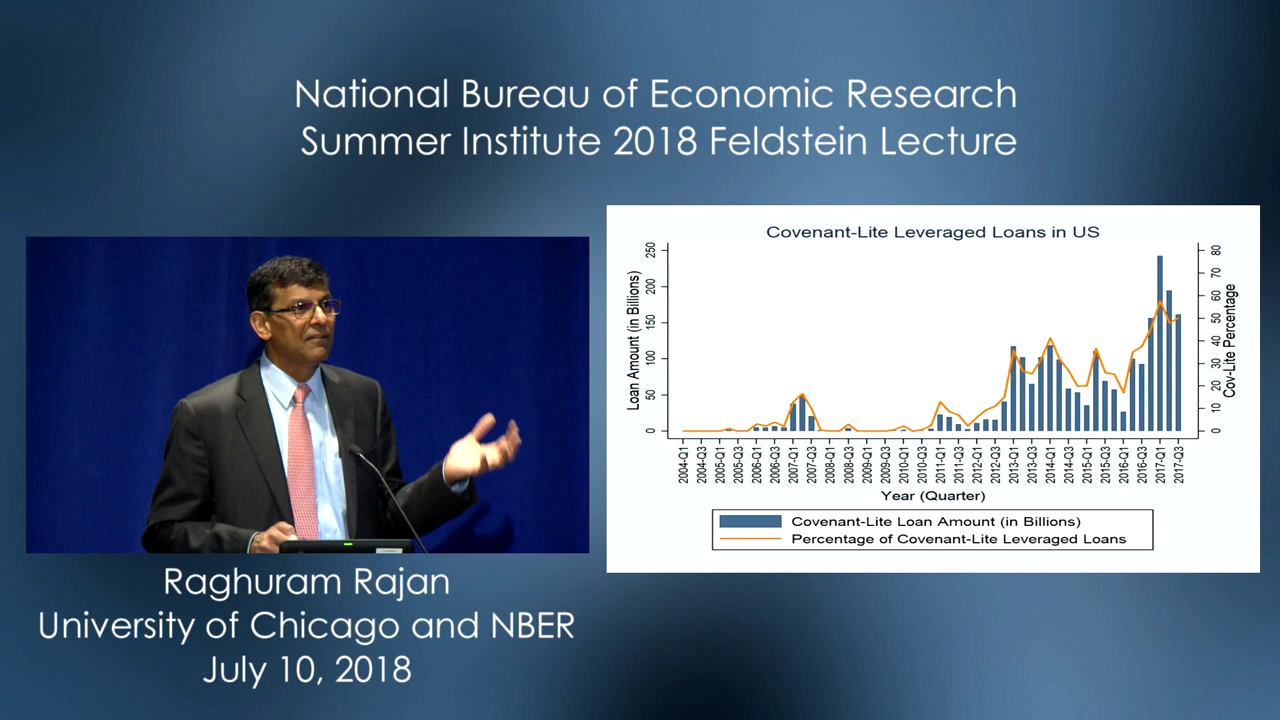 National Bureau of Economic Research
Summer Institute 2018 Feldstein Lecture
Covenant-Lite Leveraged Loans in US
Loan Amount (in Billions)
250
200
150
100
50
0
80
70
60
50
40
30
20
10
0
Cov-Lite Percentage
2004-Q1
2004-Q3
2005-Q1
2005-Q3
2006-Q1
2006-Q3
2007-Q1
2007-Q3
2008-Q1
2008-Q3
2009-Q1
2009-Q3
2010-Q1
2010-Q3
2011-Q1
2011-Q3
2012-Q1
2012-Q3
2013-Q1
2013-Q3
2014-Q1
2014-Q3
2015-Q1
2015-Q3
2016-Q1
2016-Q3
2017-Q1
2017-Q3
Year (Quarter)
Covenant-Lite Loan Amount (in Billions)
Percentage of Covenant-Lite Leveraged Loans
Raghuram Rajan
University of Chicago and NBER
July 10, 2018